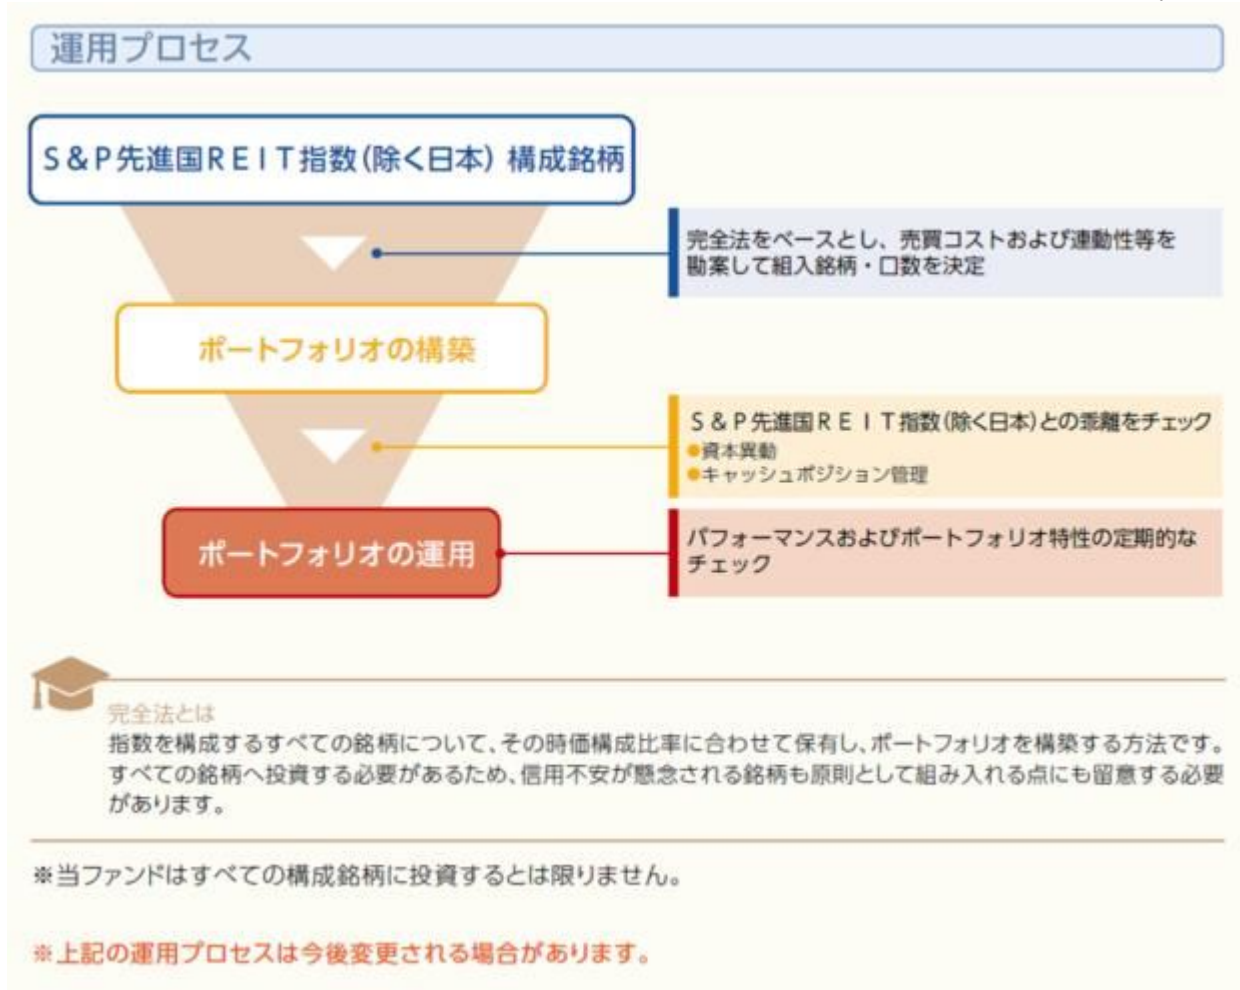 運用プロセス
S&P先進国REIT指数(除く日本) 構成銘柄
完全法をベースとし、売買コストおよび連動性等を
勘案して組入銘柄・口数を決定
ポートフォリオの構築
S&P先進国REIT指数(除く日本)との乖離をチェック
●資本異動
●キャッシュポジション管理
ポートフォリオの運用
パフォーマンスおよびポートフォリオ特性の定期的な
チェック
完全法とは
指数を構成するすべての銘柄について、その時価構成比率に合わせて保有し、ポートフォリオを構築する方法です。
すべての銘柄へ投資する必要があるため、信用不安が懸念される銘柄も原則として組み入れる点にも留意する必要
があります。
※当ファンドはすべての構成銘柄に投資するとは限りません。
※上記の運用プロセスは今後変更される場合があります。